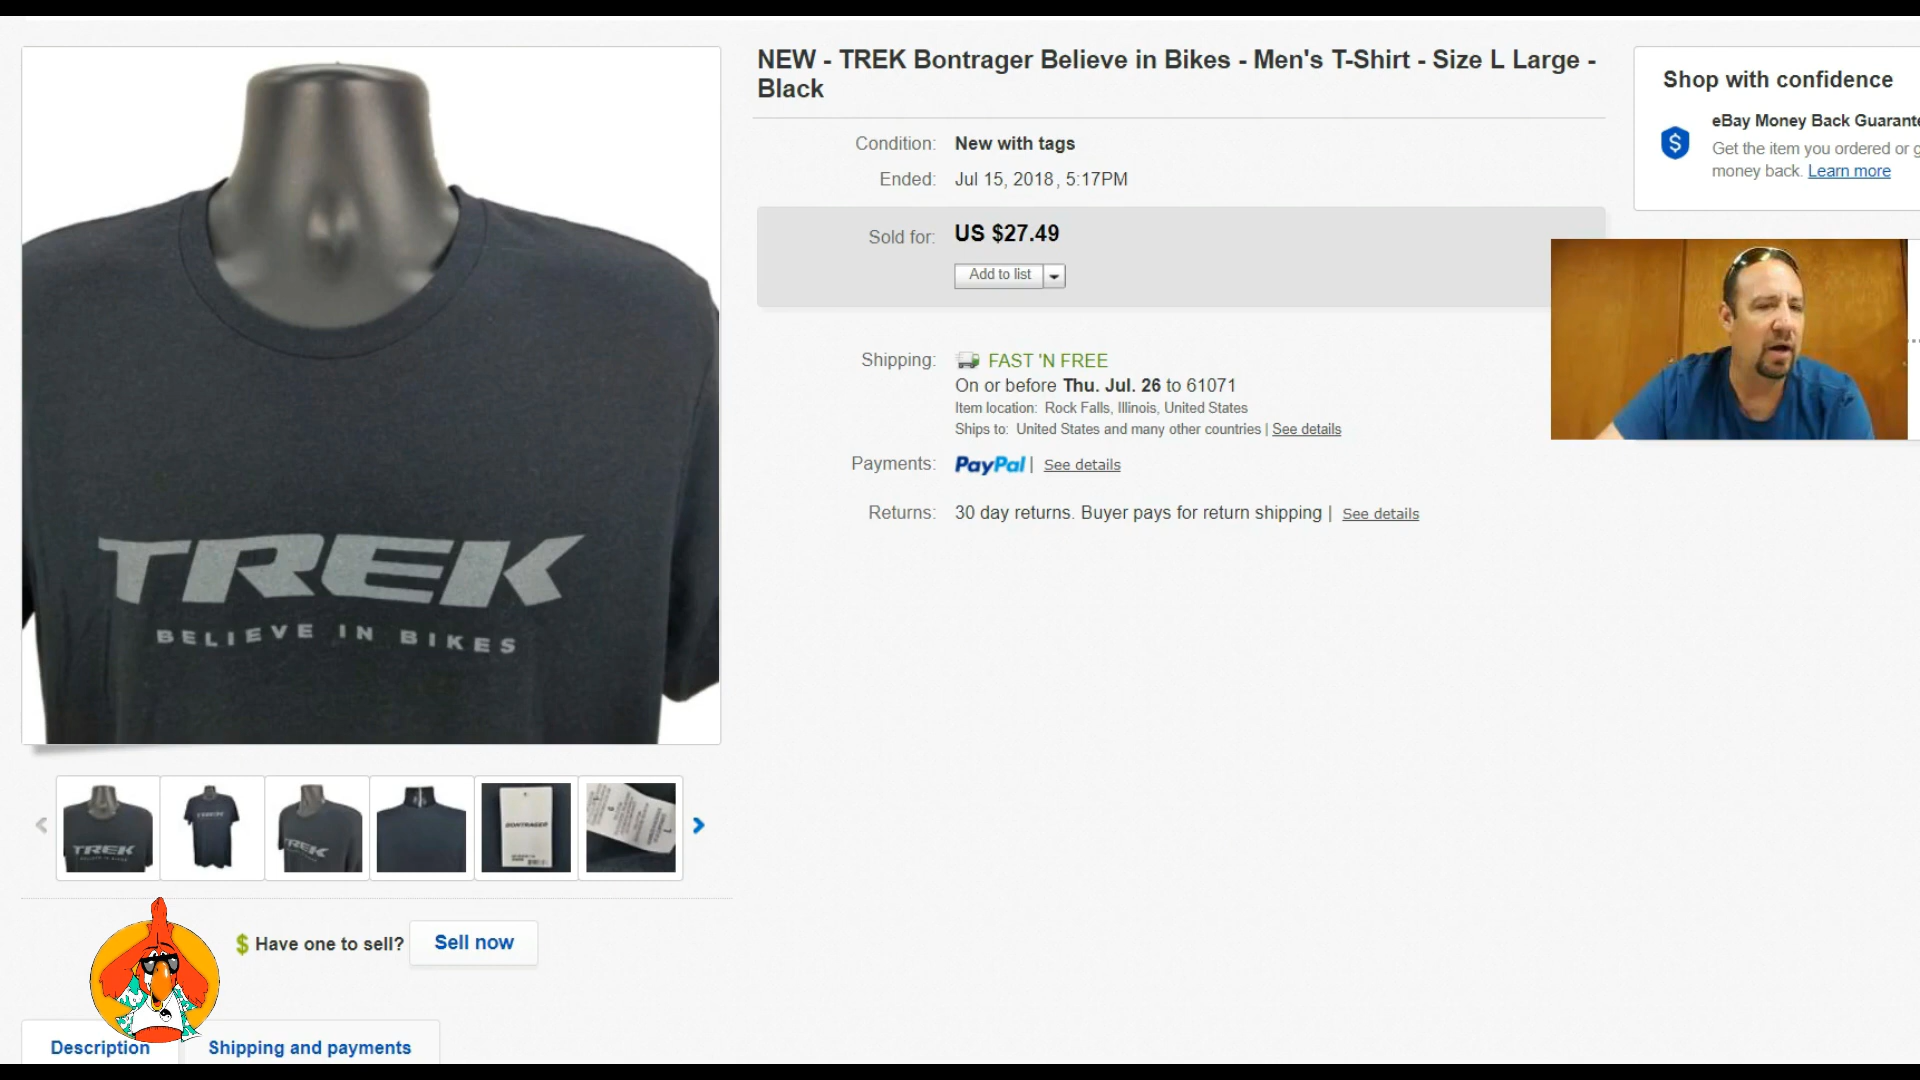 NEW - TREK Bontrager Believe in Bikes - Men's T-Shirt - Size L Large -
Black
Condition: New with tags
Ended: Jul 15, 2018 , 5:17PM
Sold for: US $27.49
Add to list
Shipping: FAST 'N FREE
On or before Thu. Jul. 26 to 61071
Item location: Rock Falls, Illinois, United States
Ships to: United States and many other countries | See details
Payments: PayPal | See details
Returns: 30 day returns. Buyer pays for return shipping | See details
Shop with confidence
eBay Money Back
Get the item you ordered or
money back. Learn more
TREK
BELIEVE IN BIKES
TREK
TREK
TREK
BONTRAGER
$ Have one to sell? Sell now
Description
Shipping and payments